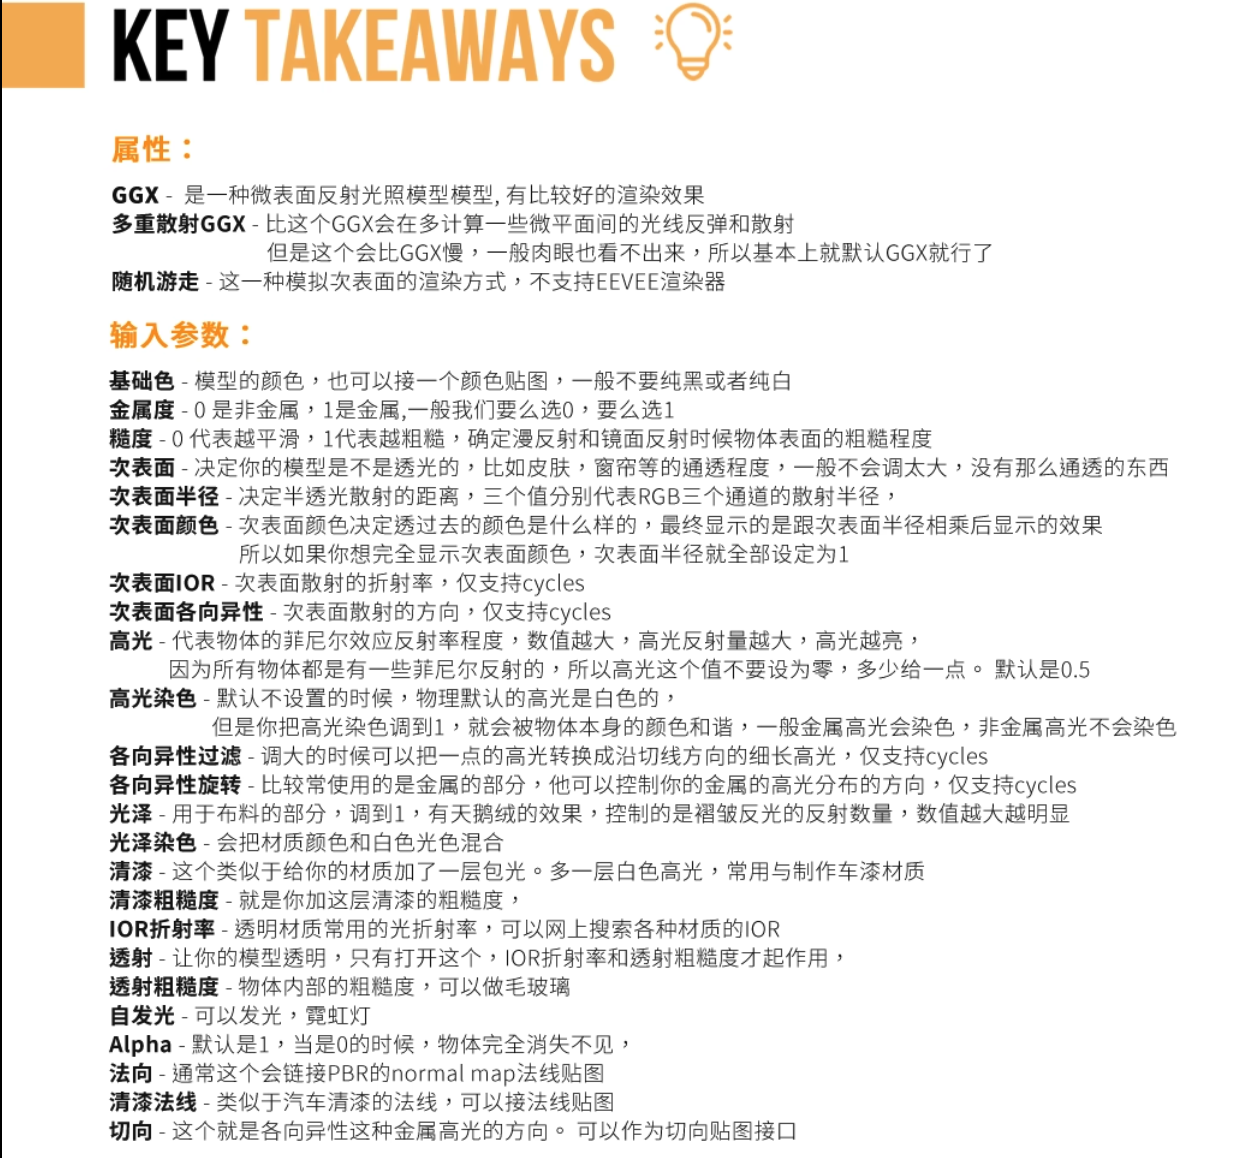 KEY TAKEAWAYS
属性：
GGX - 是一种微表面反射光照模型模型, 有比较好的渲染效果
多重散射GGX - 比这个GGX会在多计算一些微平面间的光线反弹和散射
但是这个会比GGX慢，一般肉眼也看不出来，所以基本上就默认GGX就行了
随机游走 - 这一种模拟次表面的渲染方式，不支持EEVEE渲染器
输入参数：
基础色 - 模型的颜色，也可以接一个颜色贴图，一般不要纯黑或者纯白
金属度 - 0 是非金属，1是金属,一般我们要么选0，要么选1
糙度 - 0 代表越平滑，1代表越粗糙，确定漫反射和镜面反射时候物体表面的粗糙程度
次表面 - 决定你的模型是不是透光的，比如皮肤，窗帘等的通透程度，一般不会调太大，没有那么通透的东西
次表面半径 - 决定半透光散射的距离，三个值分别代表RGB三个通道的散射半径，
次表面颜色 - 次表面颜色决定透过去的颜色是什么样的，最终显示的是跟次表面半径相乘后显示的效果
所以如果你想完全显示次表面颜色，次表面半径就全部设定为1
次表面IOR - 次表面散射的折射率，仅支持cycles
次表面各向异性 - 次表面散射的方向，仅支持cycles
高光 - 代表物体的菲尼尔效应反射率程度，数值越大，高光反射量越大，高光越亮，
因为所有物体都是有一些菲尼尔反射的，所以高光这个值不要设为零，多少给一点。 默认是0.5
高光染色 - 默认不设置的时候，物理默认的高光是白色的，
但是你把高光染色调到1，就会被物体本身的颜色和谐，一般金属高光会染色，非金属高光不会染色
各向异性过滤 - 调大的时候可以把一点的高光转换成沿切线方向的细长高光，仅支持cycles
各向异性旋转 - 比较常使用的是金属的部分，他可以控制你的金属的高光分布的方向，仅支持cycles
光泽 - 用于布料的部分，调到1，有天鹅绒的效果，控制的是褶皱反光的反射数量，数值越大越明显
光泽染色 - 会把材质颜色和白色光色混合
清漆 - 这个类似于给你的材质加了一层包光。多一层白色高光，常用与制作车漆材质
清漆粗糙度 - 就是你加这层清漆的粗糙度，
IOR折射率 - 透明材质常用的光折射率，可以网上搜索各种材质的IOR
透射 - 让你的模型透明，只有打开这个，IOR折射率和透射粗糙度才起作用，
透射粗糙度 - 物体内部的粗糙度，可以做毛玻璃
自发光 - 可以发光，霓虹灯
Alpha - 默认是1，当是0的时候，物体完全消失不见，
法向 - 通常这个会链接PBR的normal map法线贴图
清漆法线 - 类似于汽车清漆的法线，可以接法线贴图
切向 - 这个就是各向异性这种金属高光的方向。 可以作为切向贴图接口